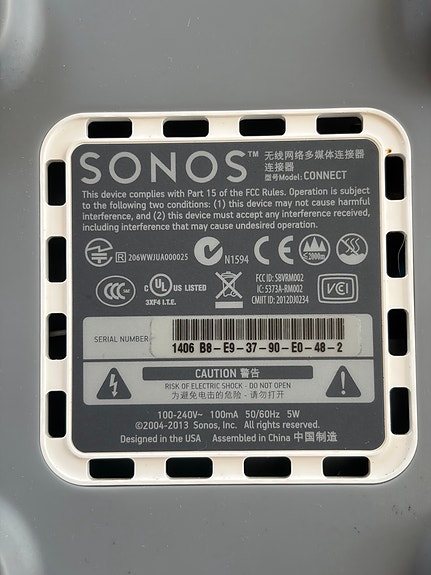 SONOS™ 无线网络多媒体连接器
连接器
型号Model: CONNECT
This device complies with Part 15 of the FCC Rules. Operation is subject
to the following two conditions: (1) this device may not cause harmful
interference, and (2) this device must accept any interference received,
including interference that may cause undesired operation.
R 206WWJUA000025 N1594 CE ≤2000m
CCC c UL US LISTED
3XF4 I.T.E.
FCC ID: SBVRM002
IC: 5373A-RM002
CMIIT ID: 2012DJ0234
VCI
SERIAL NUMBER
1406 B8-E9-37-90-E0-48-2
CAUTION 警告
RISK OF ELECTRIC SHOCK - DO NOT OPEN
为避免电击的危险 - 请勿打开
100-240V~ 100mA 50/60Hz 5W
©2004-2013 Sonos, Inc. All rights reserved.
Designed in the USA Assembled in China 中国制造